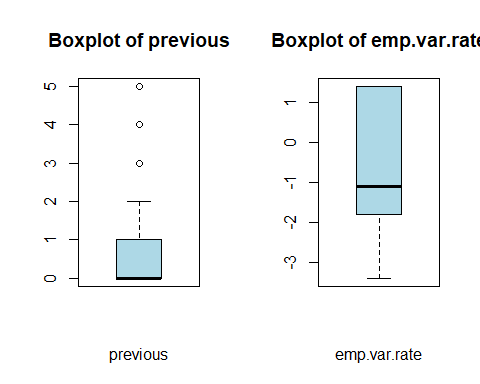 Boxplot of previous
5
4
3
2
1
0
previous
Boxplot of emp.var.rate
1
0
-1
-2
-3
emp.var.rate